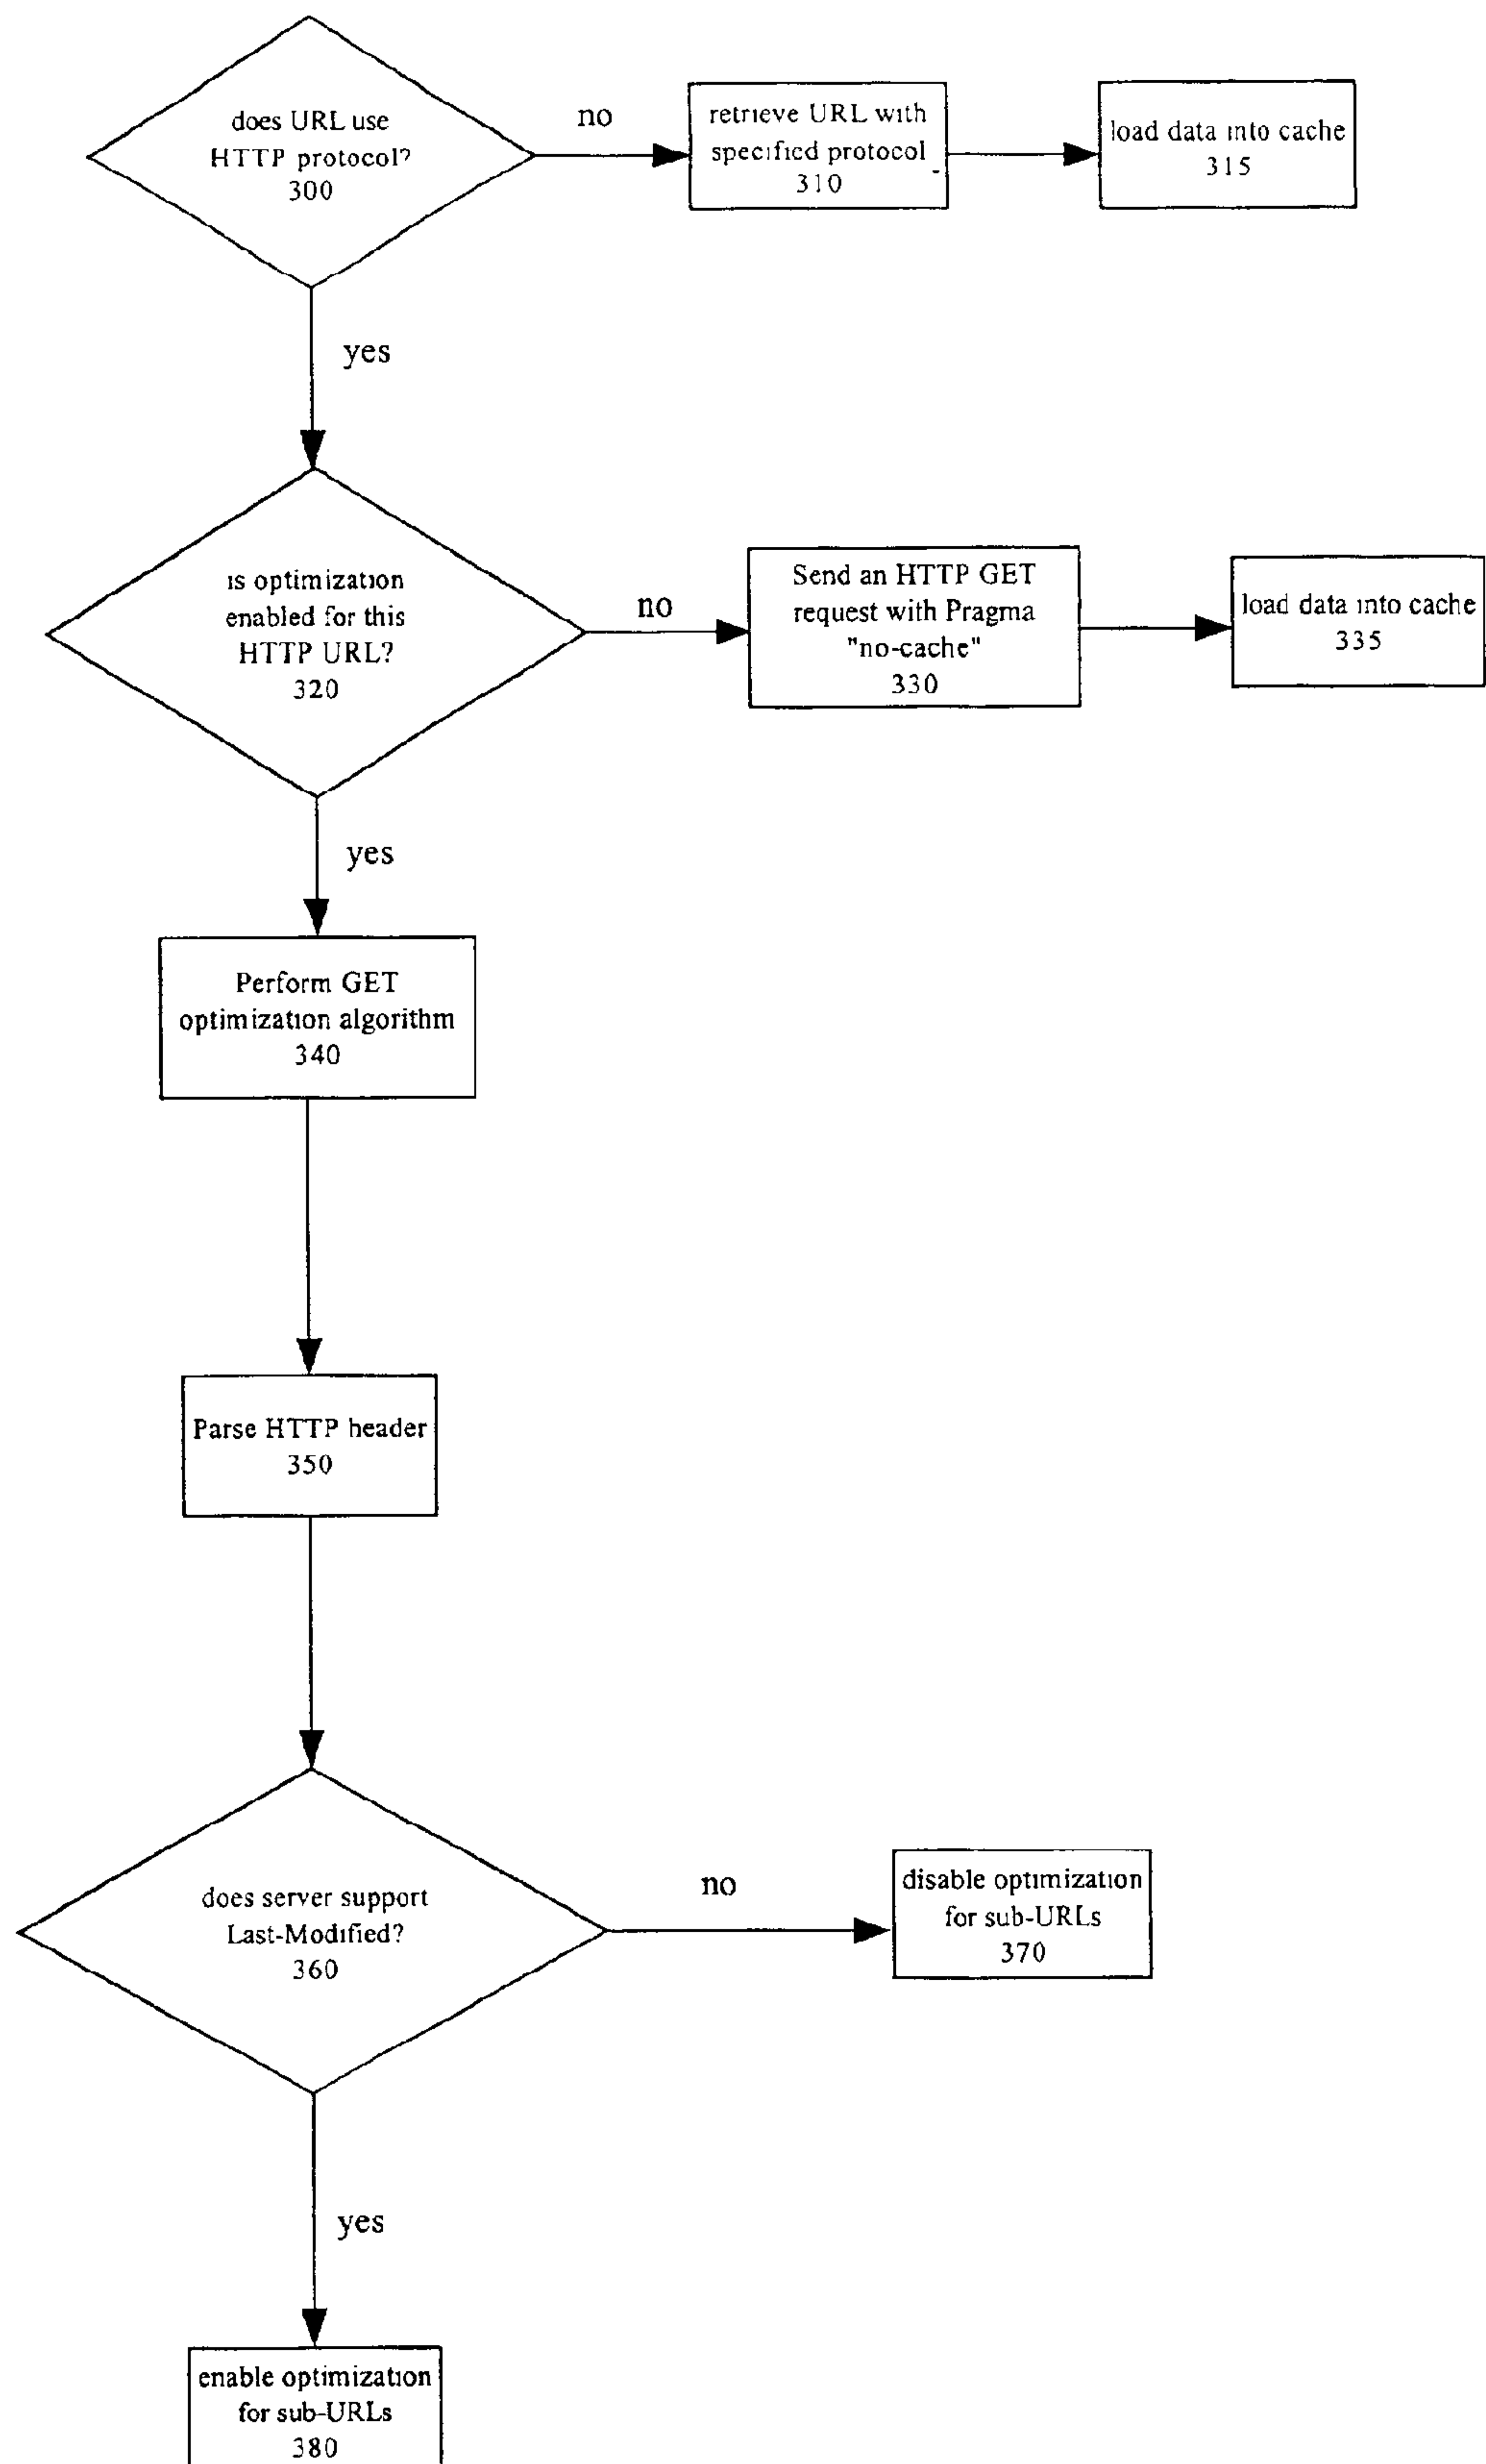 does URL use
HTTP protocol?
300
no
retrieve URL with
specified protocol
310
load data into cache
315
yes
is optimization
enabled for this
HTTP URL?
320
no
Send an HTTP GET
request with Pragma
"no-cache"
330
load data into cache
335
yes
Perform GET
optimization algorithm
340
Parse HTTP header
350
does server support
Last-Modified?
360
no
disable optimization
for sub-URLs
370
yes
enable optimization
for sub-URLs
380